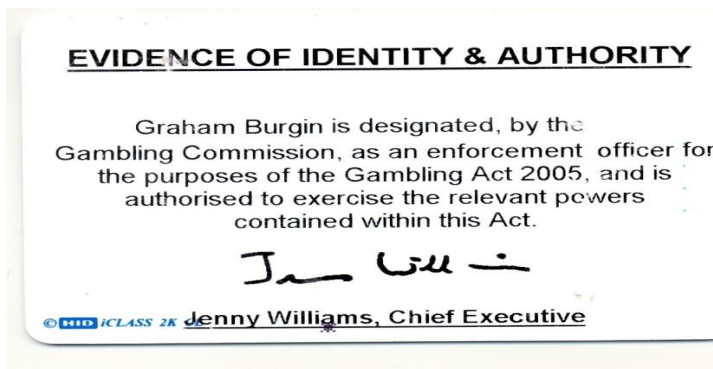 EVIDENCE OF IDENTITY & AUTHORITY
Graham Burgin is designated, by the
Gambling Commission, as an enforcement officer for
the purposes of the Gambling Act 2005, and is
authorised to exercise the relevant powers
contained within this Act.
© HID iCLASS 2K Jenny Williams, Chief Executive